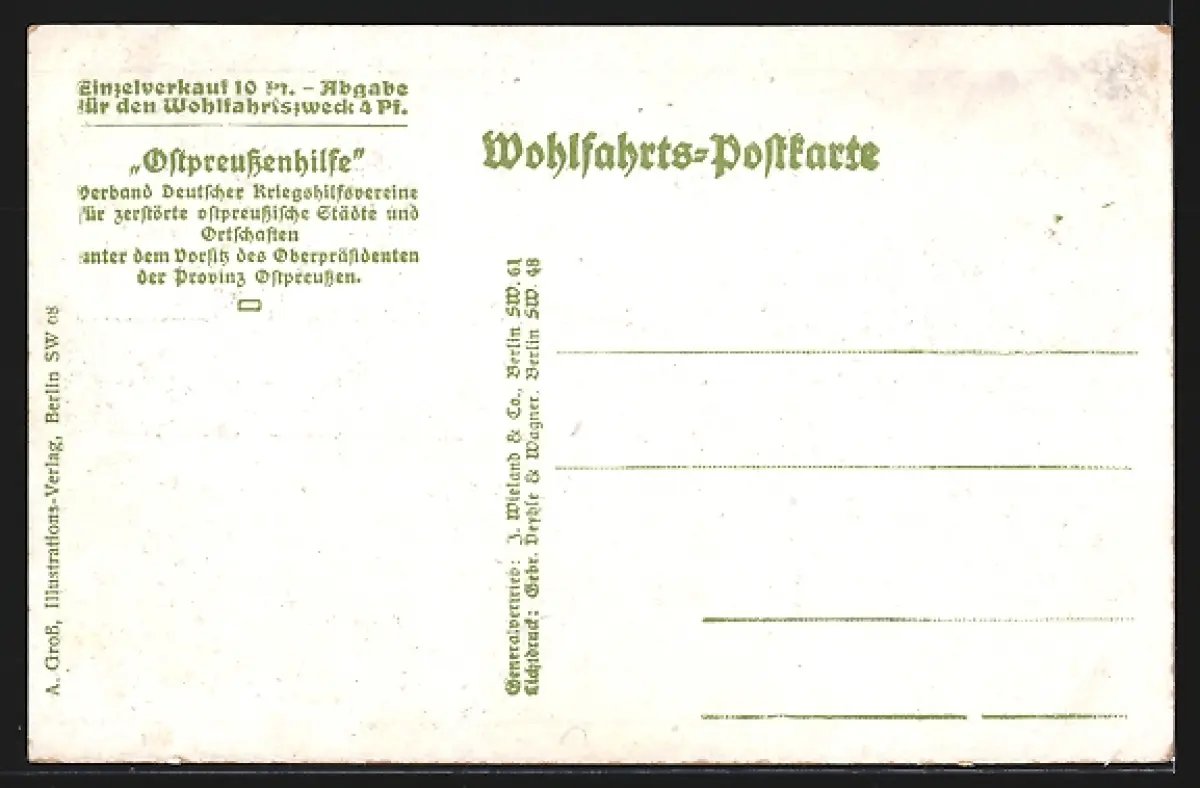 Einzelverkauf 10 Pf. – Abgabe
für den Wohlfahrtszweck 4 Pf.
„Oſtpreußenhilfe”
Verband Deutſcher Kriegshilfsvereine
für zerſtörte oſtpreußiſche Städte und
Ortſchaften
unter dem Vorſitz des Oberpräſidenten
der Provinz Oſtpreußen.
A. Groß, Illustrations-Verlag, Berlin SW 68
Wohlfahrts-Poſtkarte
Generalvertrieb: J. Wieland & Co., Berlin SW. 61
Lichtdruck: Gebr. Deyhle & Wagner. Berlin SW. 48